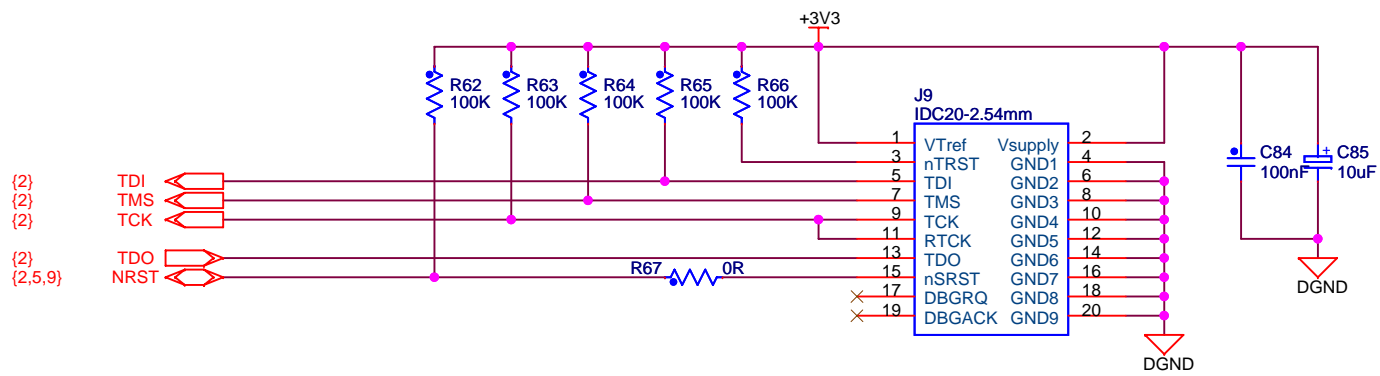 +3V3
R62
100K
R63
100K
R64
100K
R65
100K
R66
100K
J9
IDC20-2.54mm
1 VTref Vsupply 2
3 nTRST GND1 4
{2} TDI 5 TDI GND2 6
{2} TMS 7 TMS GND3 8
{2} TCK 9 TCK GND4 10
11 RTCK GND5 12
{2} TDO 13 TDO GND6 14
{2,5,9} NRST R67 0R 15 nSRST GND7 16
17 DBGRQ GND8 18
19 DBGACK GND9 20
C84
100nF
+
C85
10uF
DGND
DGND